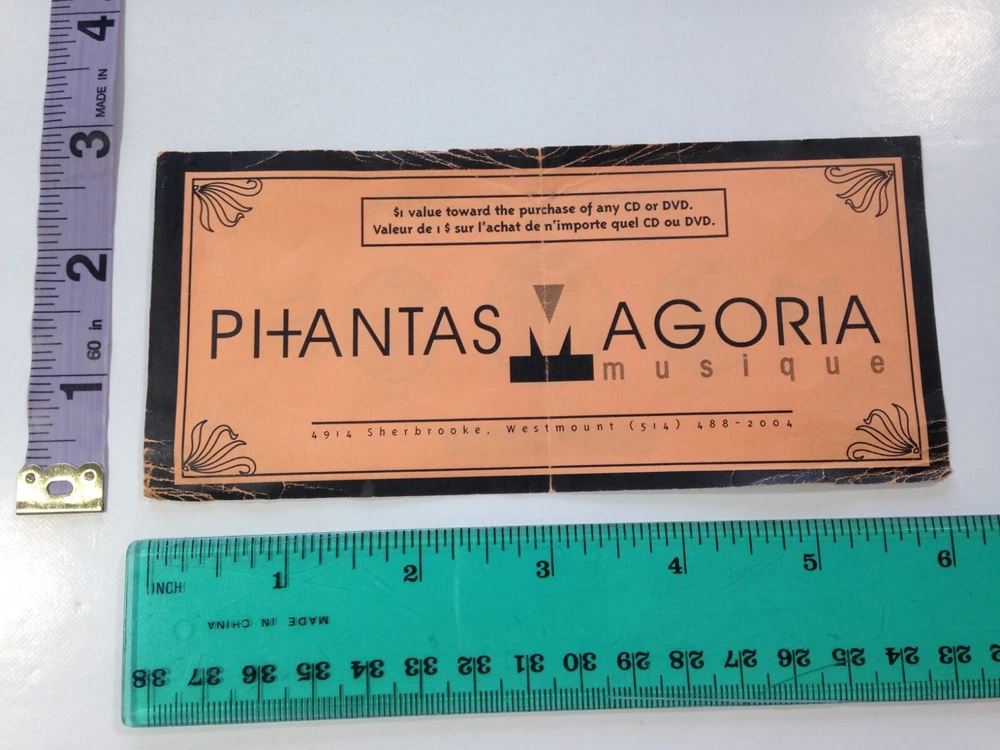 4
MADE IN
3
2
60 in
1
$1 value toward the purchase of any CD or DVD.
Valeur de 1 $ sur l'achat de n'importe quel CD ou DVD.
PHANTAS M AGORIA
musique
4914 Sherbrooke, Westmount (514) 488-2004
INCH 1 2 3 4 5 6
MADE IN CHINA
38 37 36 35 34 33 32 31 30 29 28 27 26 25 24 23